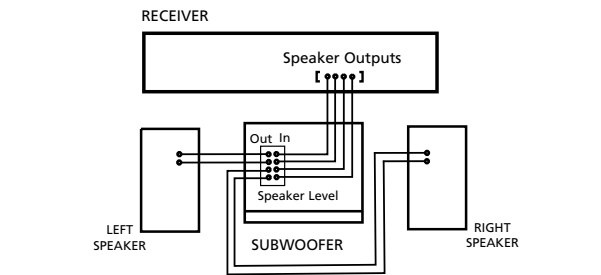 RECEIVER
Speaker Outputs
[ ]
Out In
Speaker Level
LEFT
SPEAKER
SUBWOOFER
RIGHT
SPEAKER